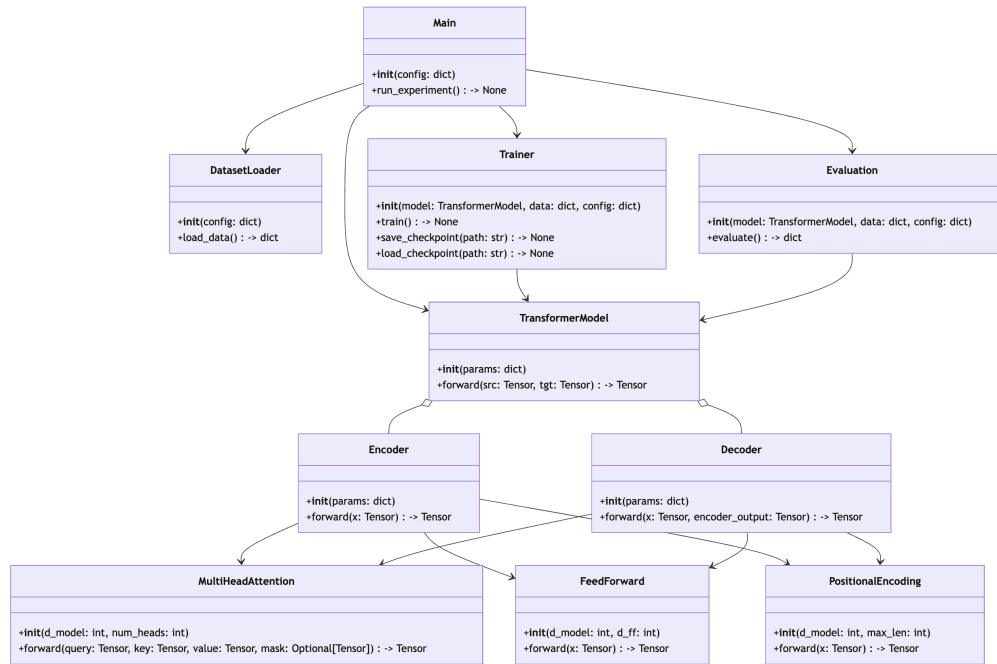 Main
+init(config: dict)
+run_experiment() : -> None
DatasetLoader
+init(config: dict)
+load_data() : -> dict
Trainer
+init(model: TransformerModel, data: dict, config: dict)
+train() : -> None
+save_checkpoint(path: str) : -> None
+load_checkpoint(path: str) : -> None
Evaluation
+init(model: TransformerModel, data: dict, config: dict)
+evaluate() : -> dict
TransformerModel
+init(params: dict)
+forward(src: Tensor, tgt: Tensor) : -> Tensor
Encoder
+init(params: dict)
+forward(x: Tensor) : -> Tensor
Decoder
+init(params: dict)
+forward(x: Tensor, encoder_output: Tensor) : -> Tensor
MultiHeadAttention
+init(d_model: int, num_heads: int)
+forward(query: Tensor, key: Tensor, value: Tensor, mask: Optional[Tensor]) : -> Tensor
FeedForward
+init(d_model: int, d_ff: int)
+forward(x: Tensor) : -> Tensor
PositionalEncoding
+init(d_model: int, max_len: int)
+forward(x: Tensor) : -> Tensor